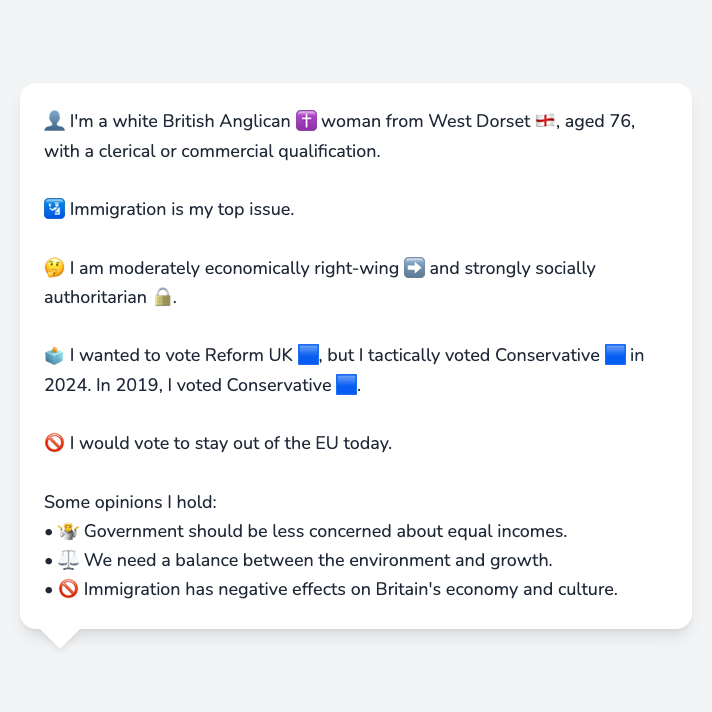 👤 I'm a white British Anglican ✝️ woman from West Dorset 🏴󠁧󠁢󠁥󠁮󠁧󠁿, aged 76,
with a clerical or commercial qualification.
🛂 Immigration is my top issue.
🤔 I am moderately economically right-wing ➡️ and strongly socially
authoritarian 🔒.
🗳️ I wanted to vote Reform UK 🟦, but I tactically voted Conservative 🟦 in
2024. In 2019, I voted Conservative 🟦.
🚫 I would vote to stay out of the EU today.
Some opinions I hold:
• 🤷 Government should be less concerned about equal incomes.
• ⚖️ We need a balance between the environment and growth.
• 🚫 Immigration has negative effects on Britain's economy and culture.